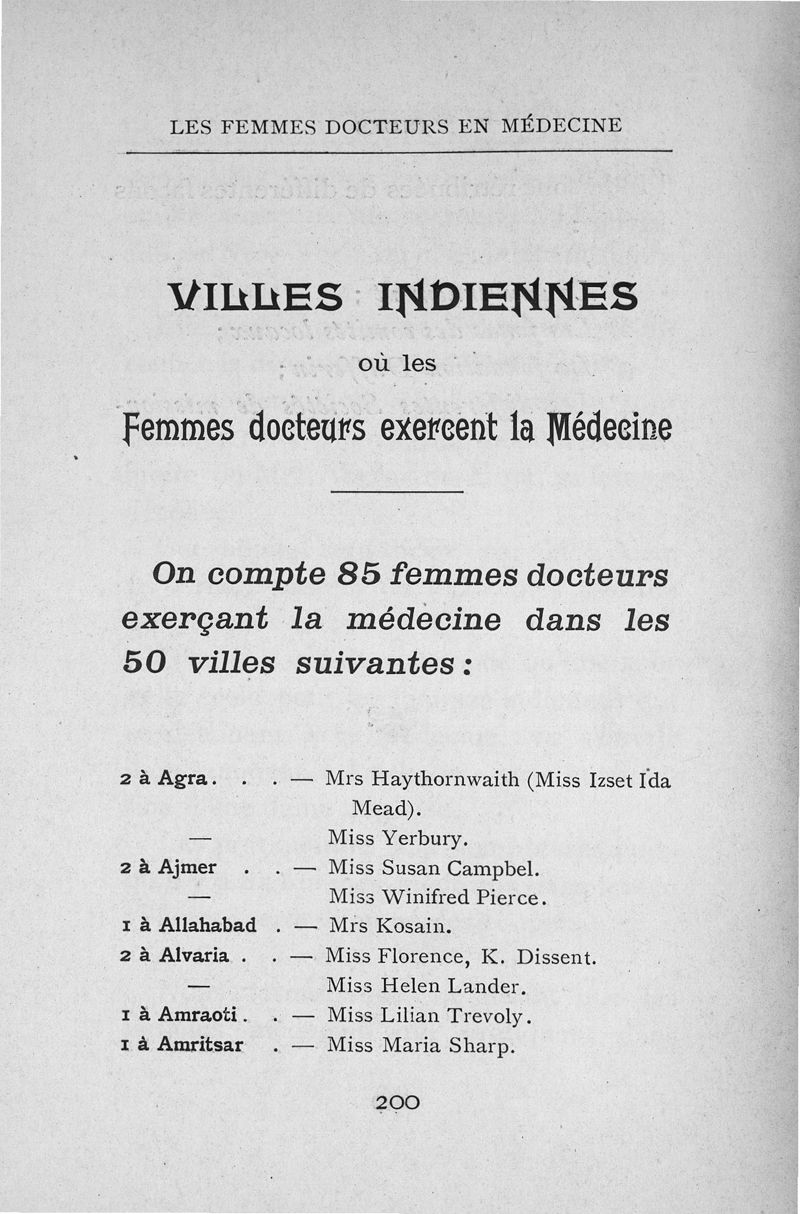 LES FEMMES DOCTEURS EN MÉDECINE
VILLES INDIENNES
où les
Femmes docteurs exercent la Médecine
On compte 85 femmes docteurs
exerçant la médecine dans les
50 villes suivantes :
2 à Agra. . . — Mrs Haythornwaith (Miss Izset Ida
Mead).
— Miss Yerbury.
2 à Ajmer . . — Miss Susan Campbel.
— Miss Winifred Pierce.
1 à Allahabad . — Mrs Kosain.
2 à Alvaria . . — Miss Florence, K. Dissent.
— Miss Helen Lander.
1 à Amraoti . . — Miss Lilian Trevoly.
1 à Amritsar . — Miss Maria Sharp.
200